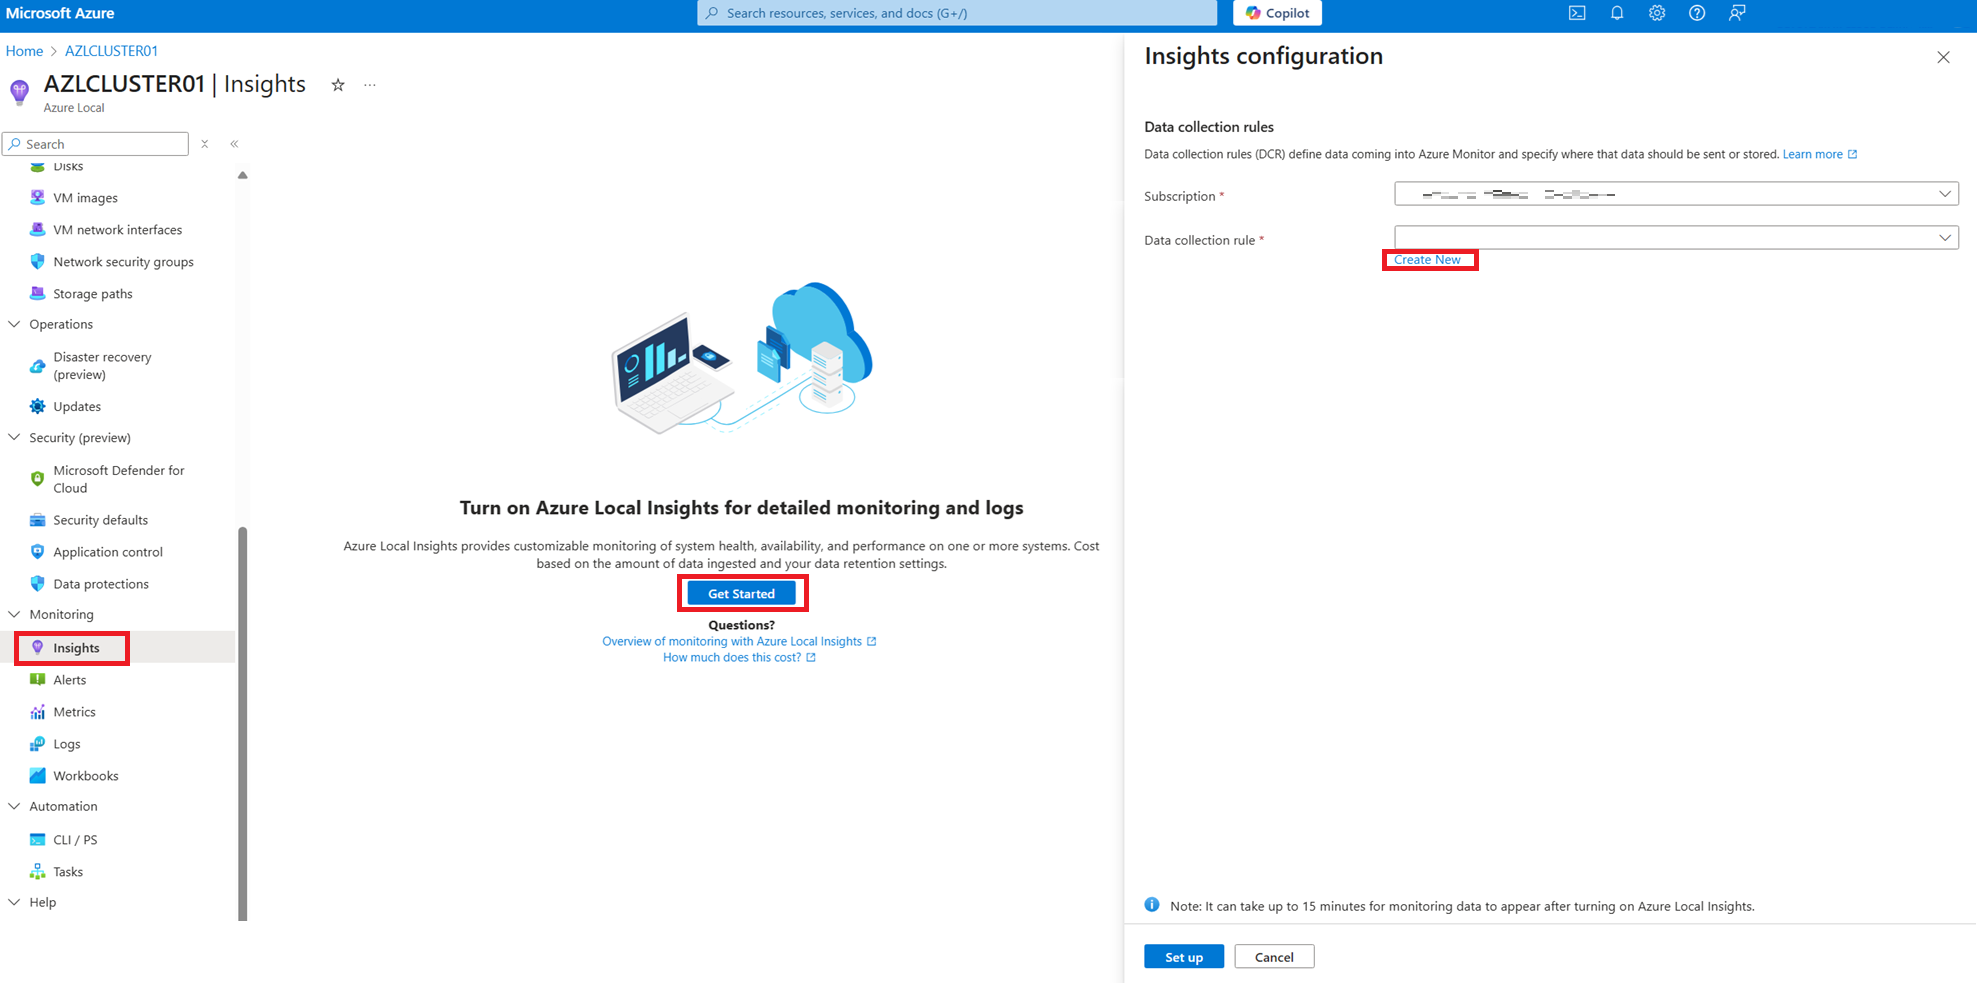 Microsoft Azure
Search resources, services, and docs (G+/)
Copilot
Home > AZLCLUSTER01
AZLCLUSTER01 | Insights
Azure Local
Search
Disks
VM images
VM network interfaces
Network security groups
Storage paths
Operations
Disaster recovery
(preview)
Updates
Security (preview)
Microsoft Defender for
Cloud
Security defaults
Application control
Data protections
Monitoring
Insights
Alerts
Metrics
Logs
Workbooks
Automation
CLI / PS
Tasks
Help
Turn on Azure Local Insights for detailed monitoring and logs
Azure Local Insights provides customizable monitoring of system health, availability, and performance on one or more systems. Cost
based on the amount of data ingested and your data retention settings.
Get Started
Questions?
Overview of monitoring with Azure Local Insights
How much does this cost?
Insights configuration
Data collection rules
Data collection rules (DCR) define data coming into Azure Monitor and specify where that data should be sent or stored. Learn more
Subscription *
Data collection rule *
Create New
Note: It can take up to 15 minutes for monitoring data to appear after turning on Azure Local Insights.
Set up
Cancel